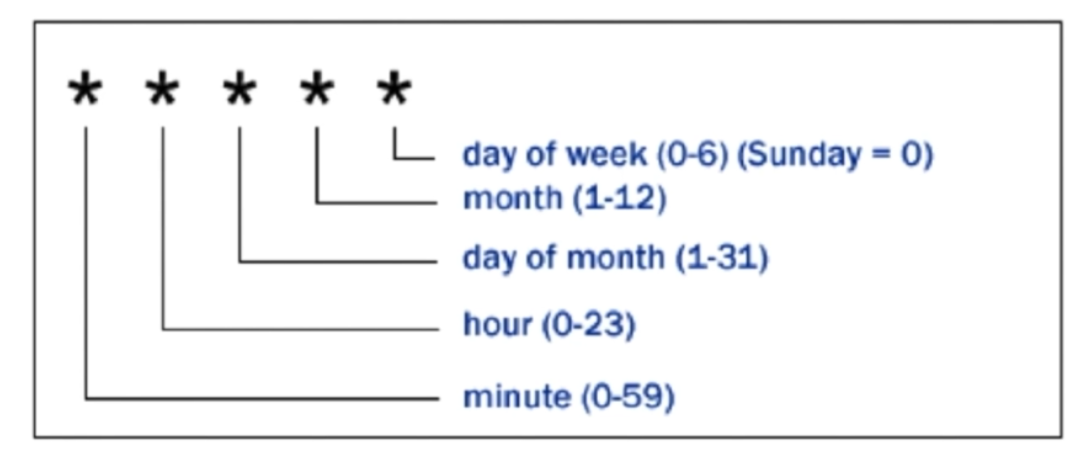 * * * * *
day of week (0-6) (Sunday = 0)
month (1-12)
day of month (1-31)
hour (0-23)
minute (0-59)